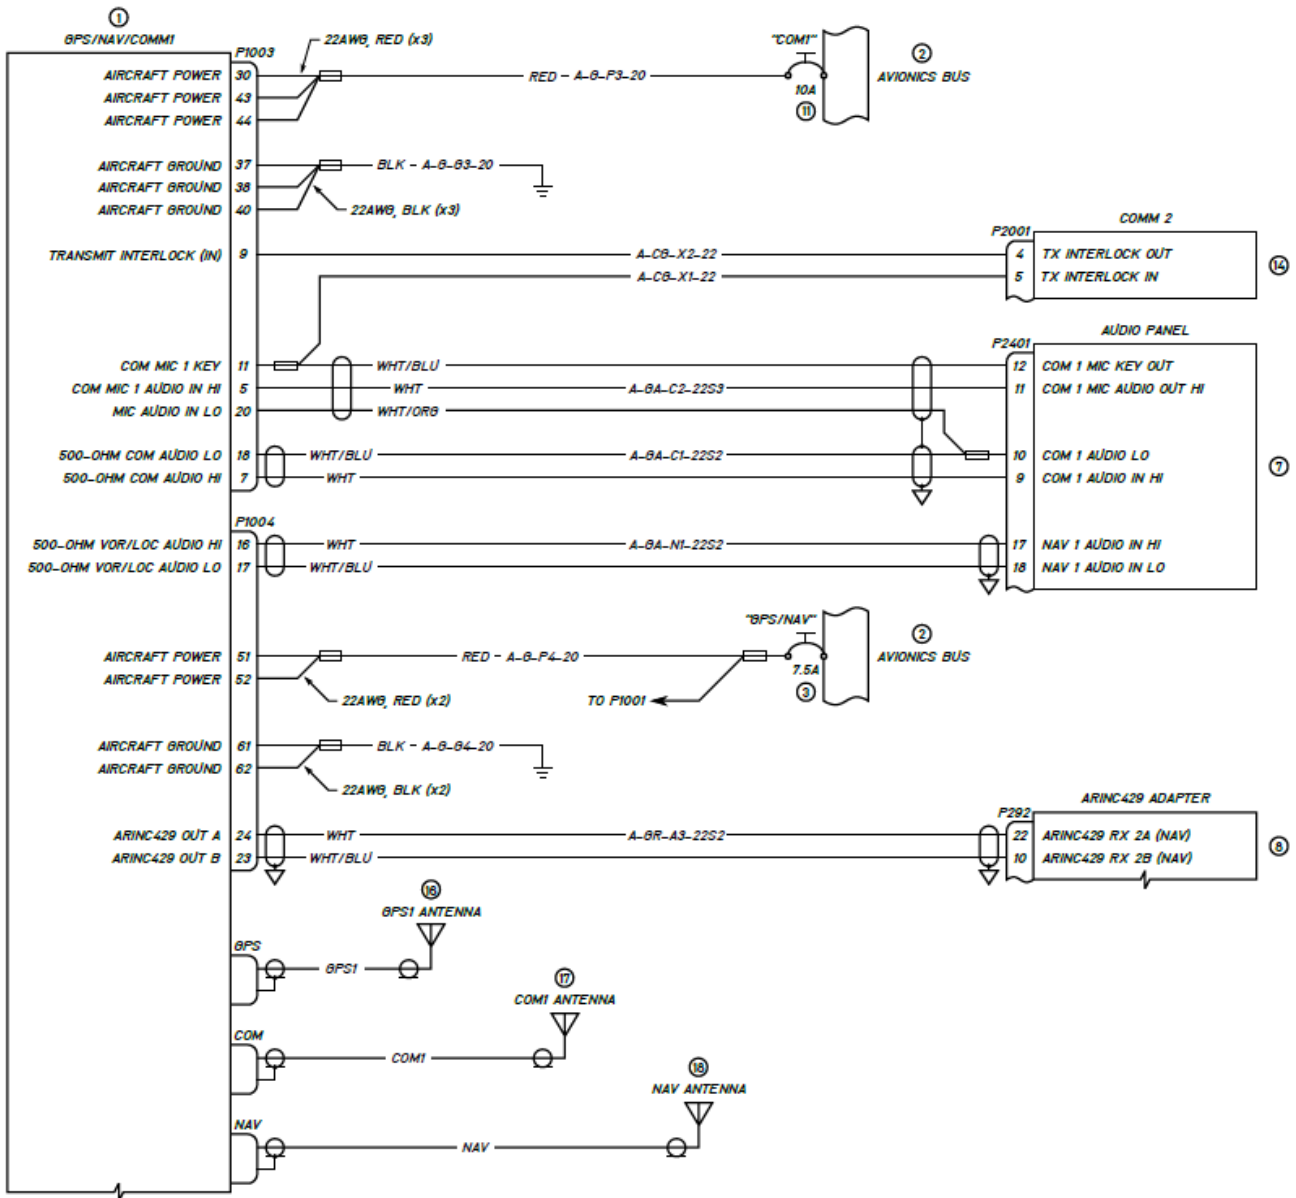 1
GPS/NAV/COMM1
P1003
22AWG, RED (x3)
AIRCRAFT POWER 30 RED - A-G-P3-20 "COM1" 10A 11
2
AVIONICS BUS
AIRCRAFT POWER 43
AIRCRAFT POWER 44
AIRCRAFT GROUND 37 BLK - A-G-G3-20
AIRCRAFT GROUND 38
AIRCRAFT GROUND 40 22AWG, BLK (x3)
COMM 2
P2001
TRANSMIT INTERLOCK (IN) 9 A-CG-X2-22 4 TX INTERLOCK OUT
A-CG-X1-22 5 TX INTERLOCK IN
14
AUDIO PANEL
P2401
COM MIC 1 KEY 11 WHT/BLU 12 COM 1 MIC KEY OUT
COM MIC 1 AUDIO IN HI 5 WHT A-GA-C2-22S3 11 COM 1 MIC AUDIO OUT HI
MIC AUDIO IN LO 20 WHT/ORG
500-OHM COM AUDIO LO 18 WHT/BLU A-GA-C1-22S2 10 COM 1 AUDIO LO
7
500-OHM COM AUDIO HI 7 WHT 9 COM 1 AUDIO IN HI
P1004
500-OHM VOR/LOC AUDIO HI 16 WHT A-GA-N1-22S2 17 NAV 1 AUDIO IN HI
500-OHM VOR/LOC AUDIO LO 17 WHT/BLU 18 NAV 1 AUDIO IN LO
"GPS/NAV"
2
AVIONICS BUS
AIRCRAFT POWER 51 RED - A-G-P4-20 7.5A
3
AIRCRAFT POWER 52
22AWG, RED (x2)
TO P1001
AIRCRAFT GROUND 61 BLK - A-G-G4-20
AIRCRAFT GROUND 62
22AWG, BLK (x2)
ARINC429 ADAPTER
P292
ARINC429 OUT A 24 WHT A-GR-A3-22S2 22 ARINC429 RX 2A (NAV)
8
ARINC429 OUT B 23 WHT/BLU 10 ARINC429 RX 2B (NAV)
16
GPS1 ANTENNA
GPS
GPS1
17
COM1 ANTENNA
COM
COM1
18
NAV ANTENNA
NAV
NAV